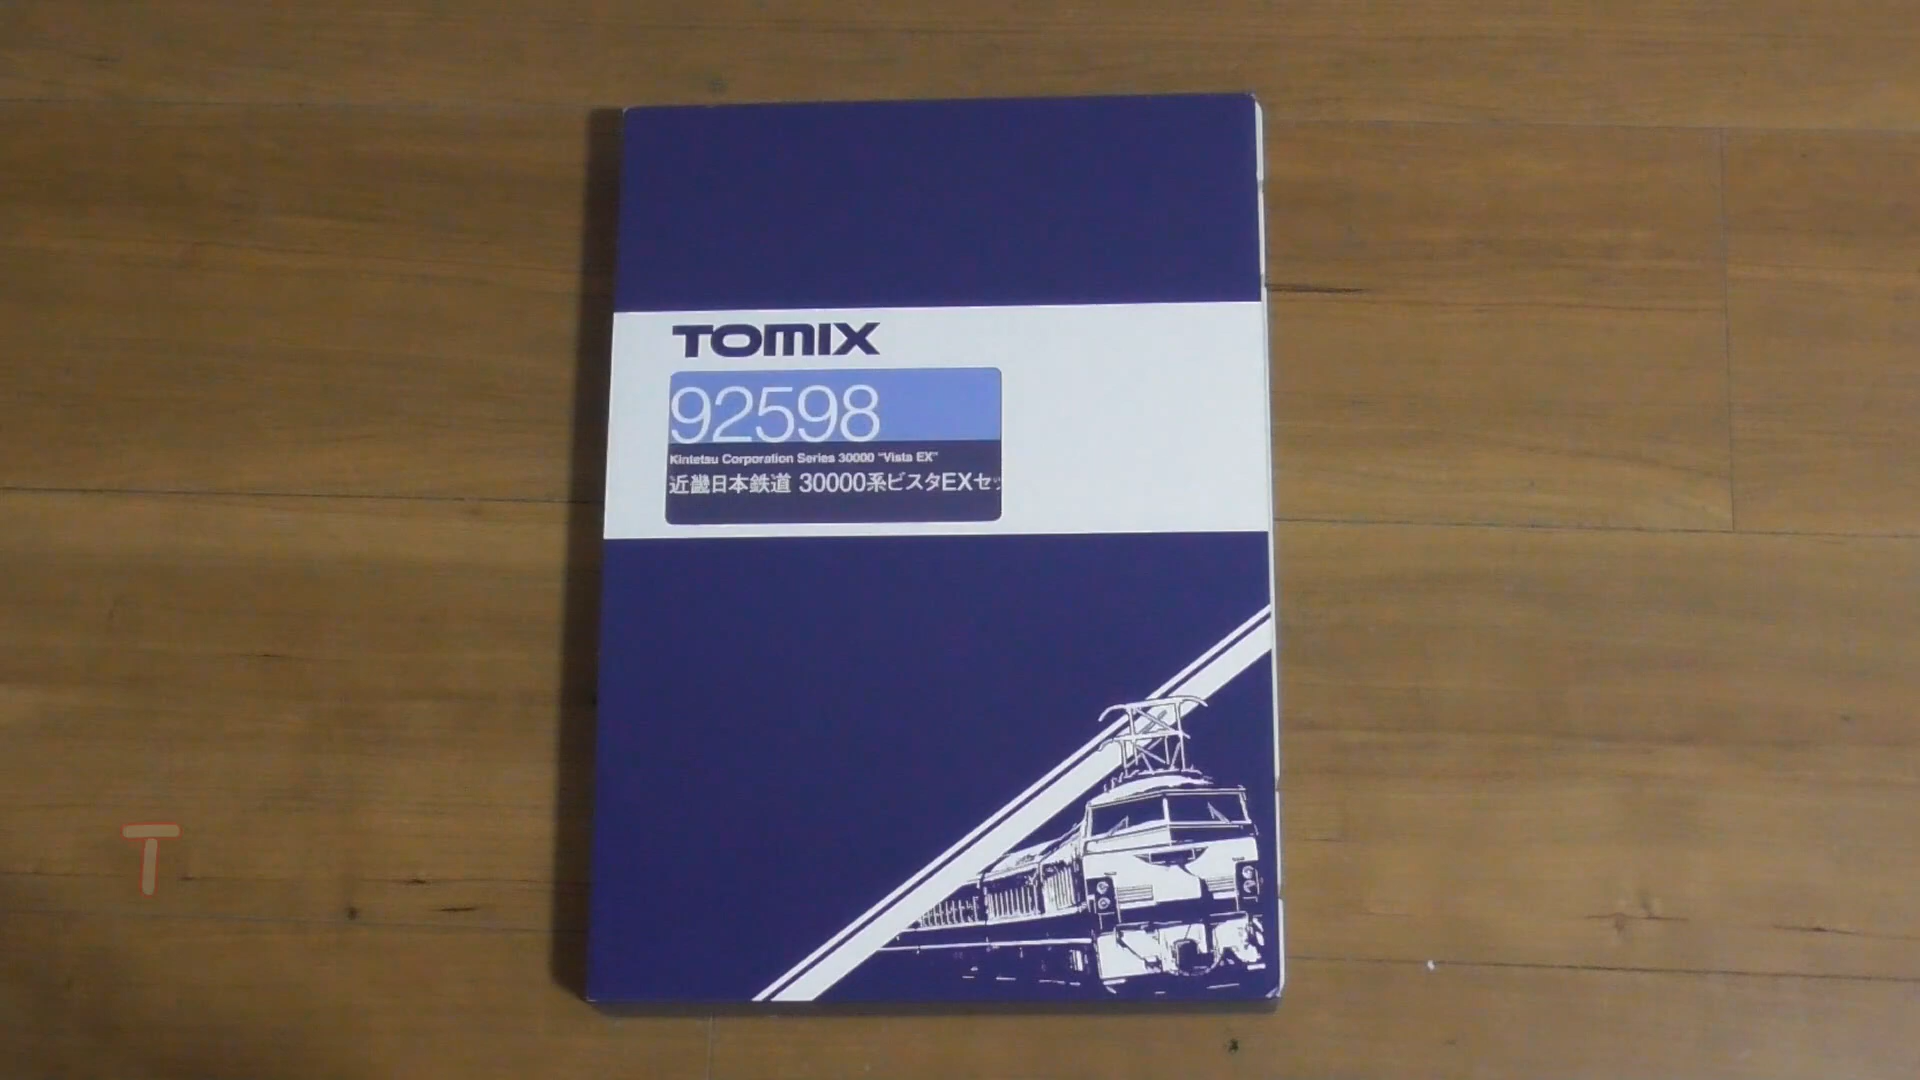 TOMIX
92598
Kintetsu Corporation Series 30000 "Vista EX"
近畿日本鉄道 30000系ビスタEXセッ
T